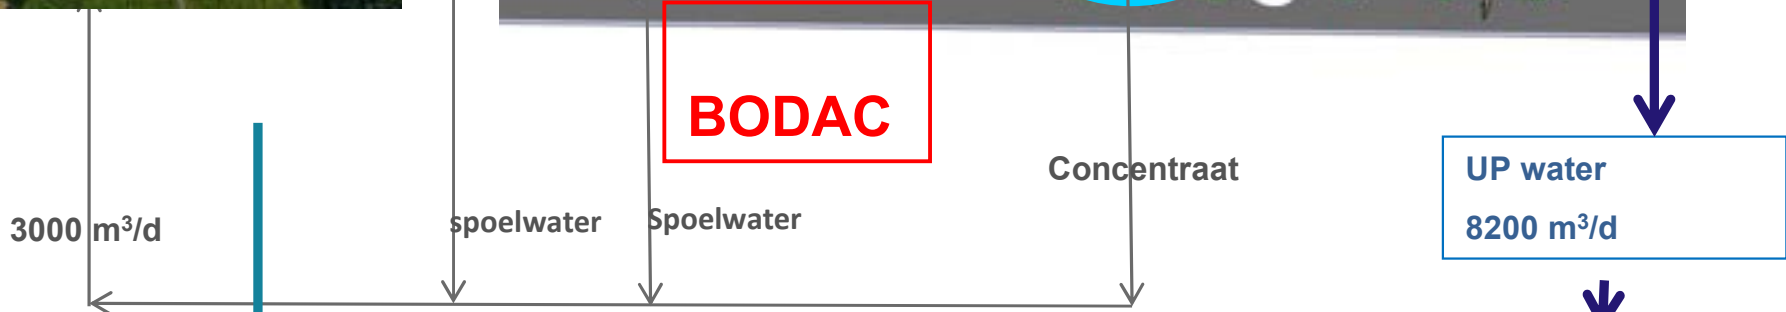 BODAC
Concentraat
UP water
3000 m³/d
spoelwater
Spoelwater
8200 m³/d